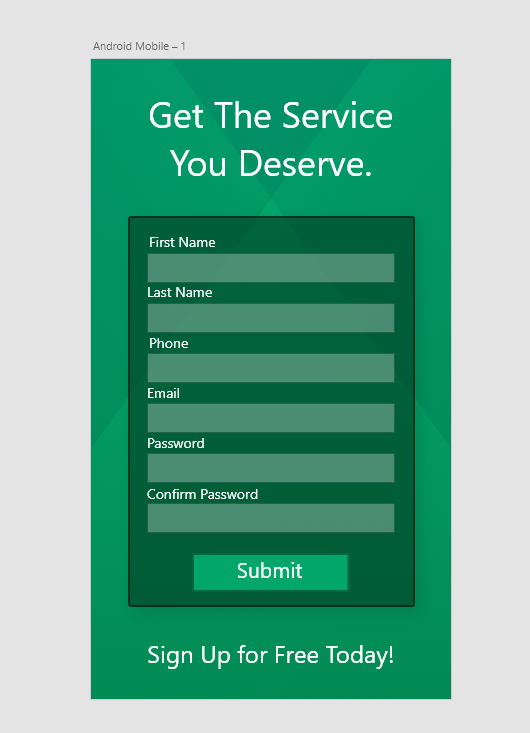 Android Mobile – 1
Get The Service
You Deserve.
First Name
Last Name
Phone
Email
Password
Confirm Password
Submit
Sign Up for Free Today!